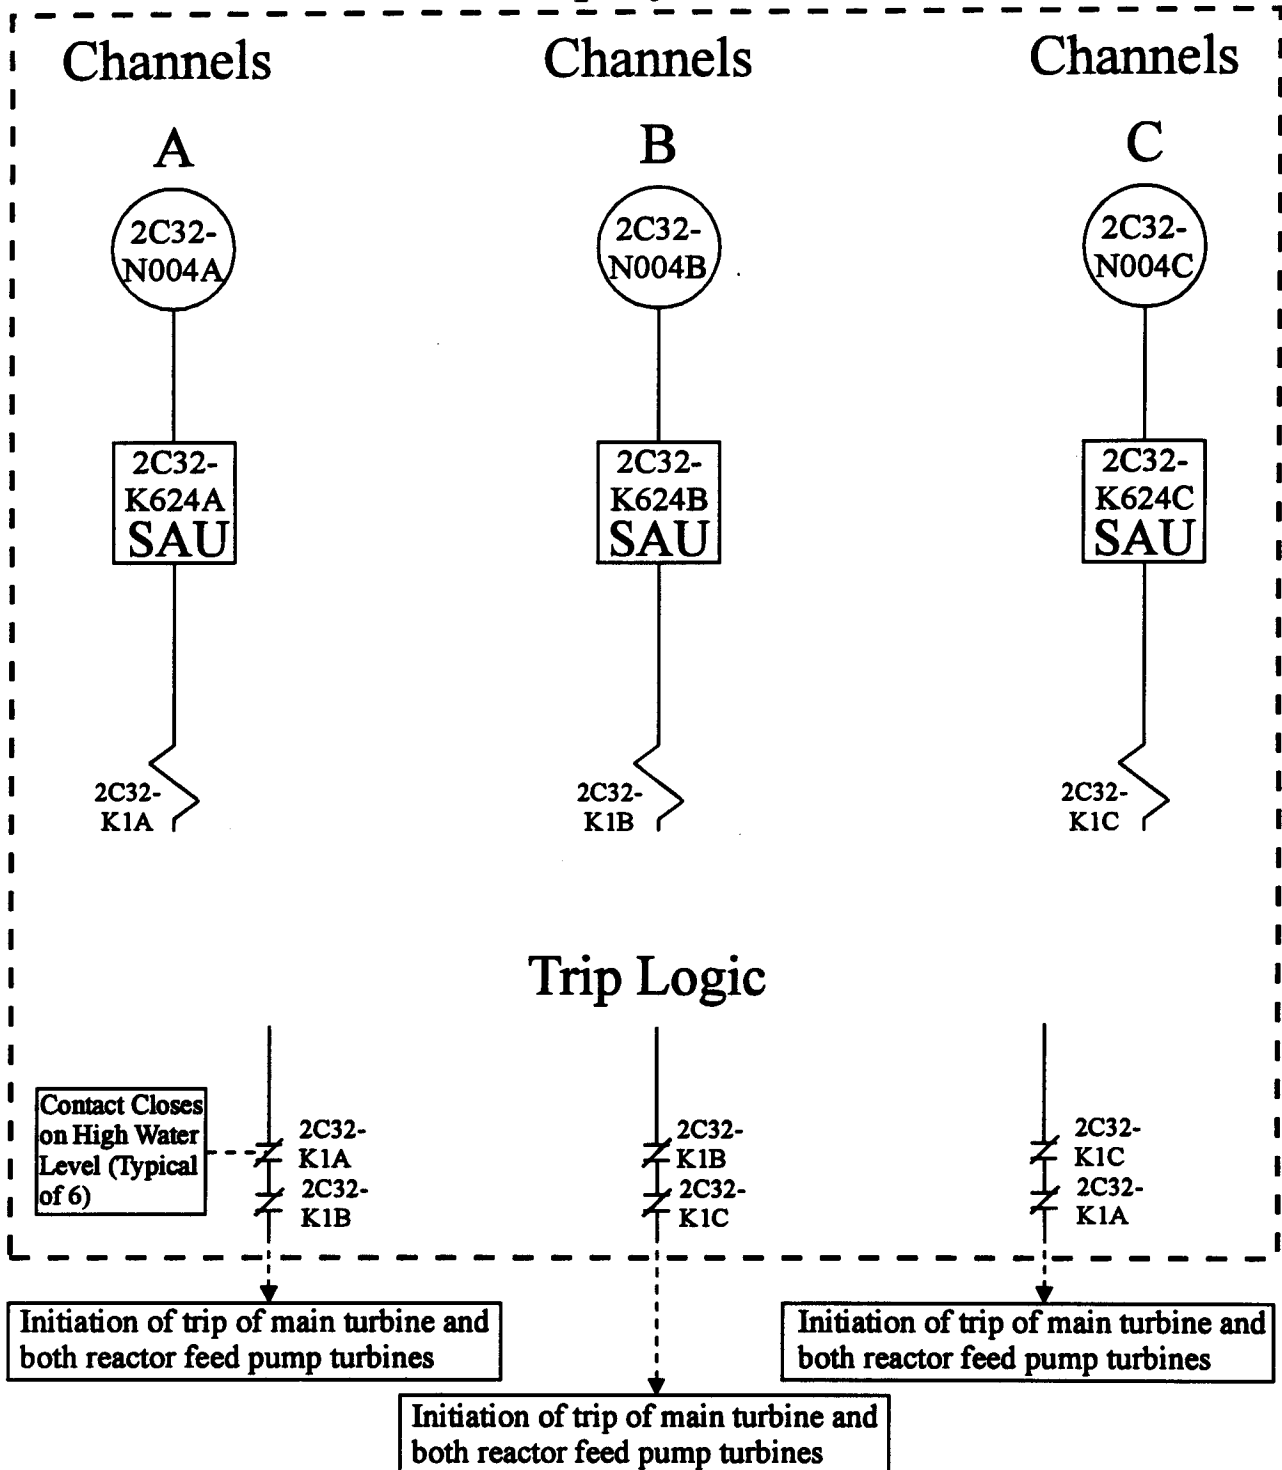 Channels
Channels
Channels
A
B
C
2C32-
N004A
2C32-
N004B
2C32-
N004C
2C32-
K624A
SAU
2C32-
K624B
SAU
2C32-
K624C
SAU
2C32-
K1A
2C32-
K1B
2C32-
K1C
Trip Logic
Contact Closes
on High Water
Level (Typical
of 6)
2C32-
K1A
2C32-
K1B
2C32-
K1B
2C32-
K1C
2C32-
K1C
2C32-
K1A
Initiation of trip of main turbine and
both reactor feed pump turbines
Initiation of trip of main turbine and
both reactor feed pump turbines
Initiation of trip of main turbine and
both reactor feed pump turbines